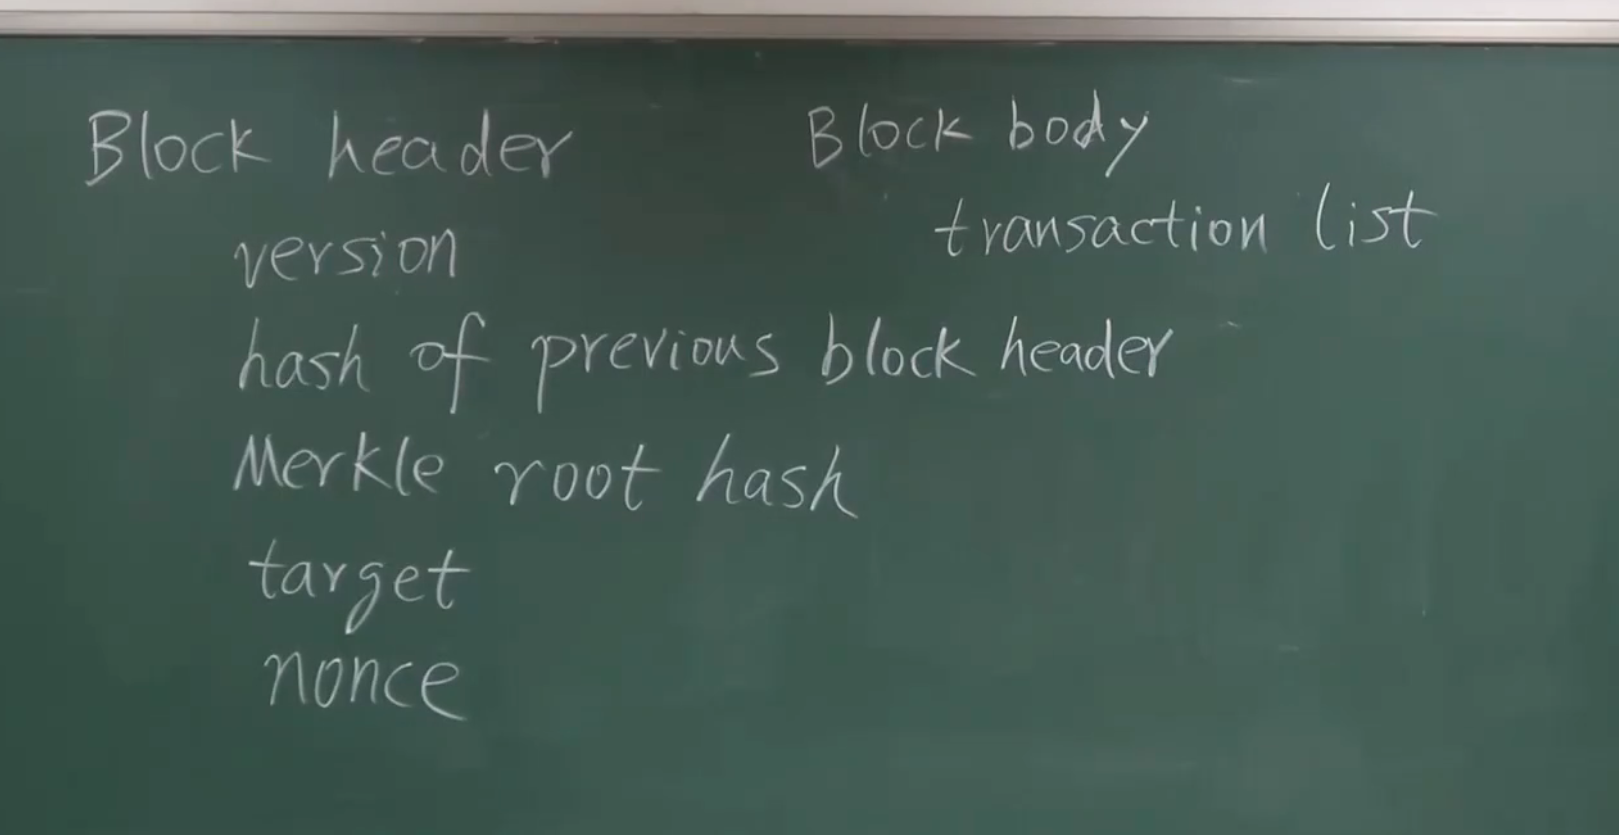 Block header
version
hash of previous block header
Merkle root hash
target
nonce
Block body
transaction list